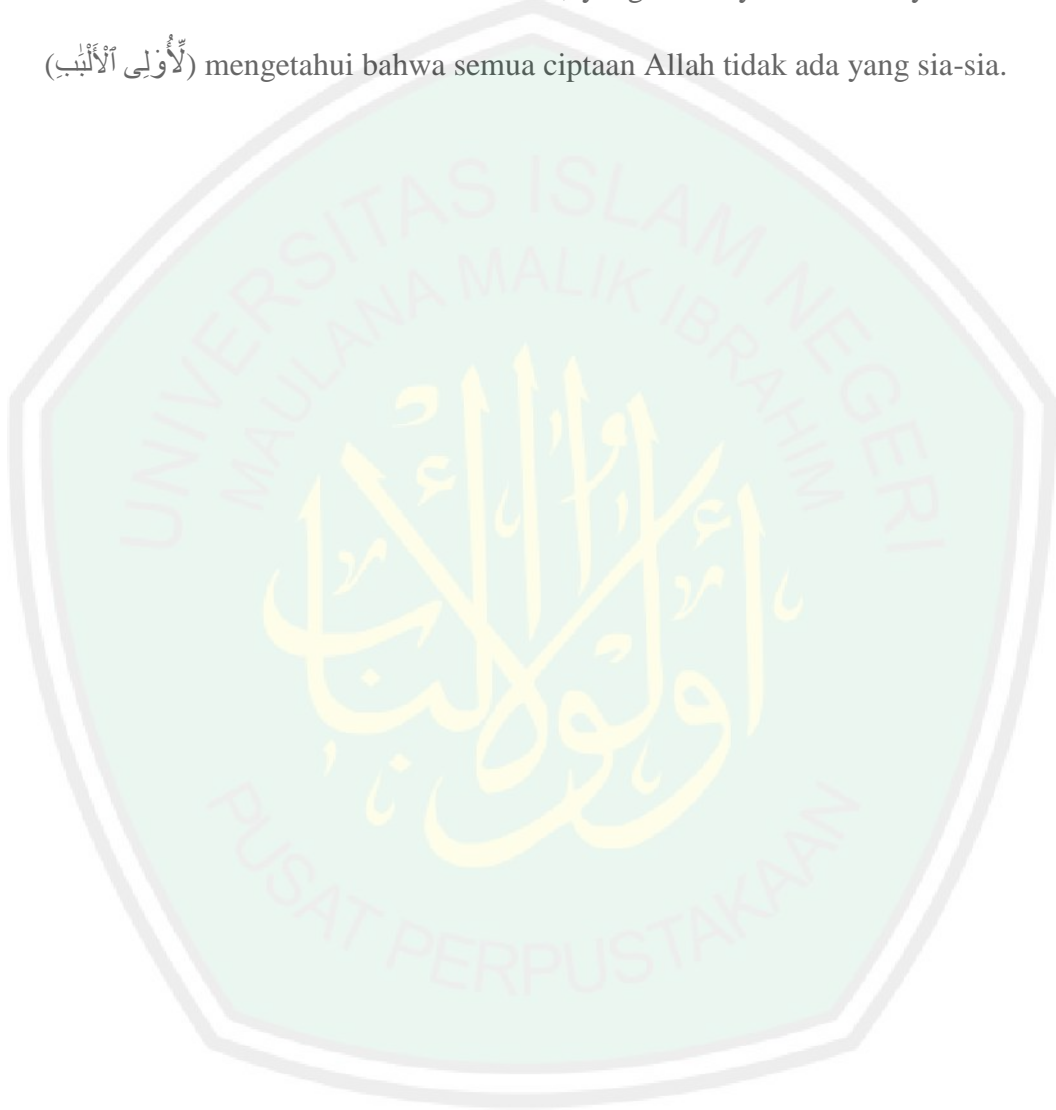 (لِّأُو۟لِى ٱلْأَلْبَٰبِ) mengetahui bahwa semua ciptaan Allah tidak ada yang sia-sia.
UNIVERSITAS ISLAM NEGERI
MAULANA MALIK IBRAHIM
PUSAT PERPUSTAKAAN